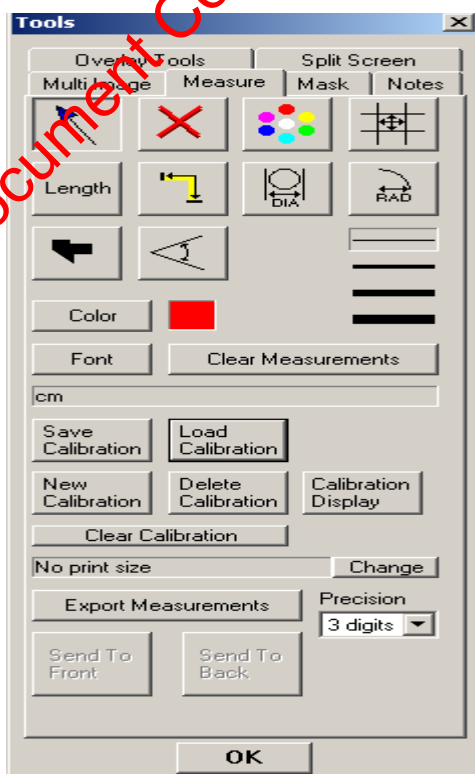 Tools
Overlay Tools Split Screen
Multi Image Measure Mask Notes
Length DIA RAD
Color
Font Clear Measurements
cm
Save Calibration Load Calibration
New Calibration Delete Calibration Calibration Display
Clear Calibration
No print size Change
Export Measurements Precision
3 digits
Send To Front Send To Back
OK